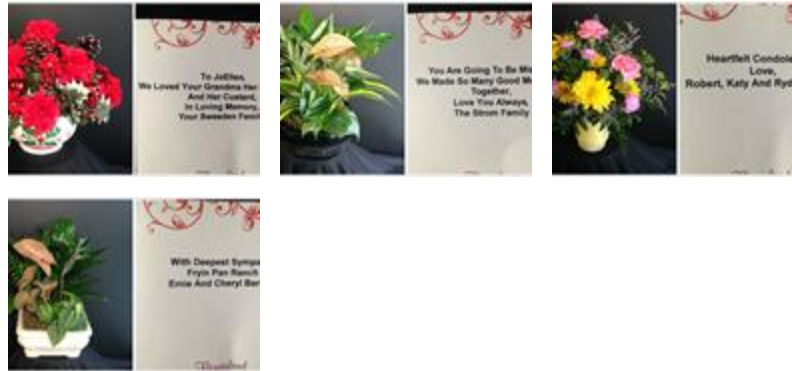 To JoEllen,
We Loved Your Grandma Her
And Her Custard,
In Loving Memory,
Your
You Are Going To Be
We Made So Many Good
Together,
Love You Always,
The Strom Family
Heartfelt
Love,
Robert, Katy And
With Deepest
Fryin Pan Ranch
Ernie And Cheryl